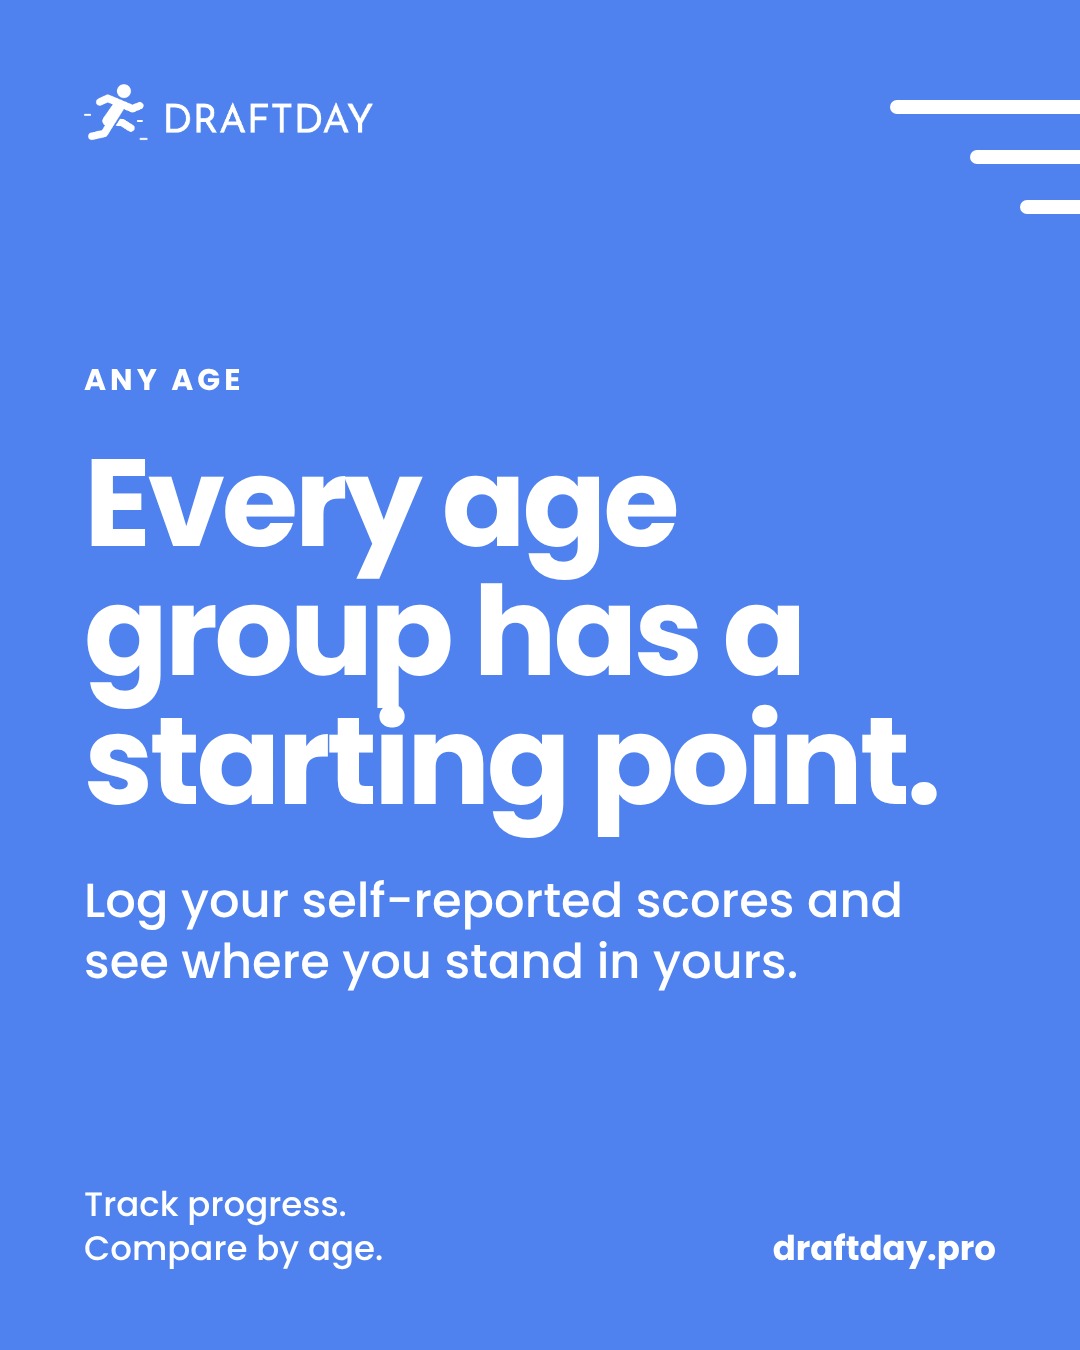 DRAFTDAY
ANY AGE
Every age
group has a
starting point.
Log your self-reported scores and
see where you stand in yours.
Track progress.
Compare by age.
draftday.pro